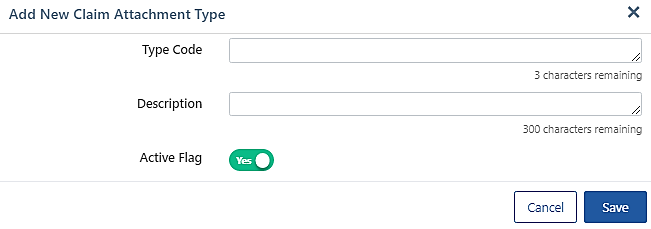 Add New Claim Attachment Type
Type Code
3 characters remaining
Description
300 characters remaining
Active Flag Yes
Cancel Save